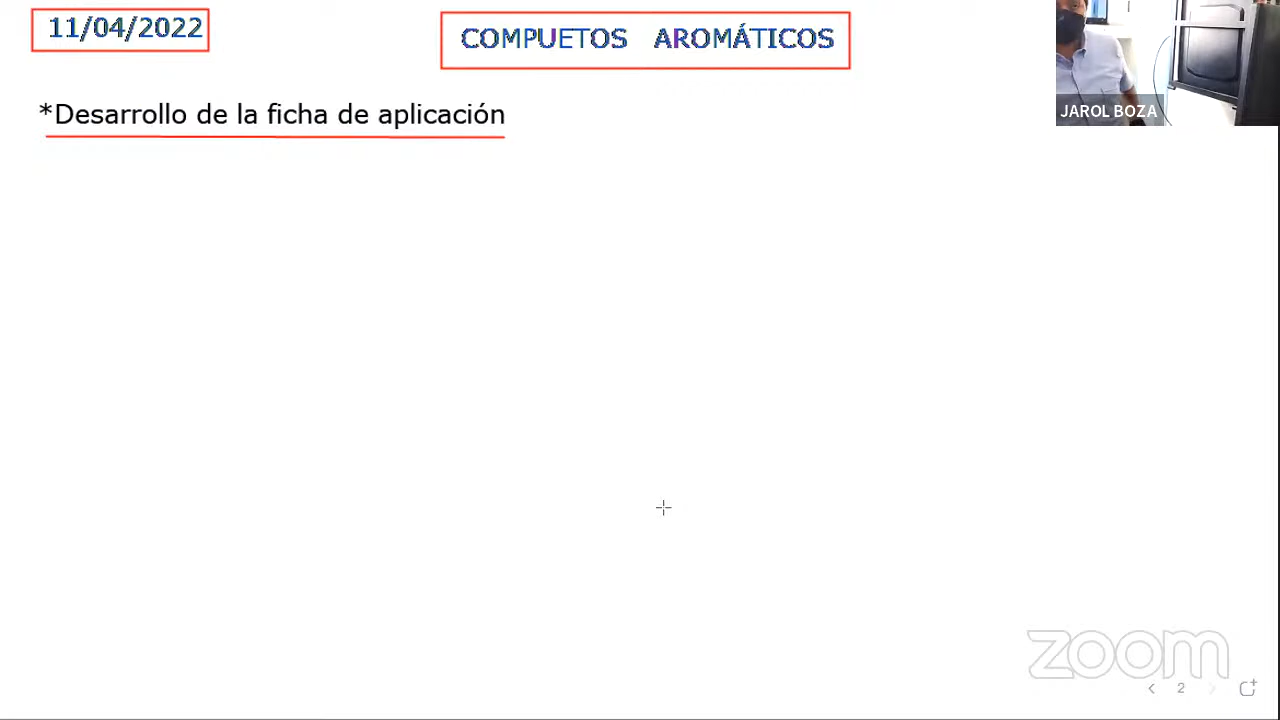 11/04/2022
COMPUETOS AROMÁTICOS
*Desarrollo de la ficha de aplicación
JAROL BOZA
zoom
2